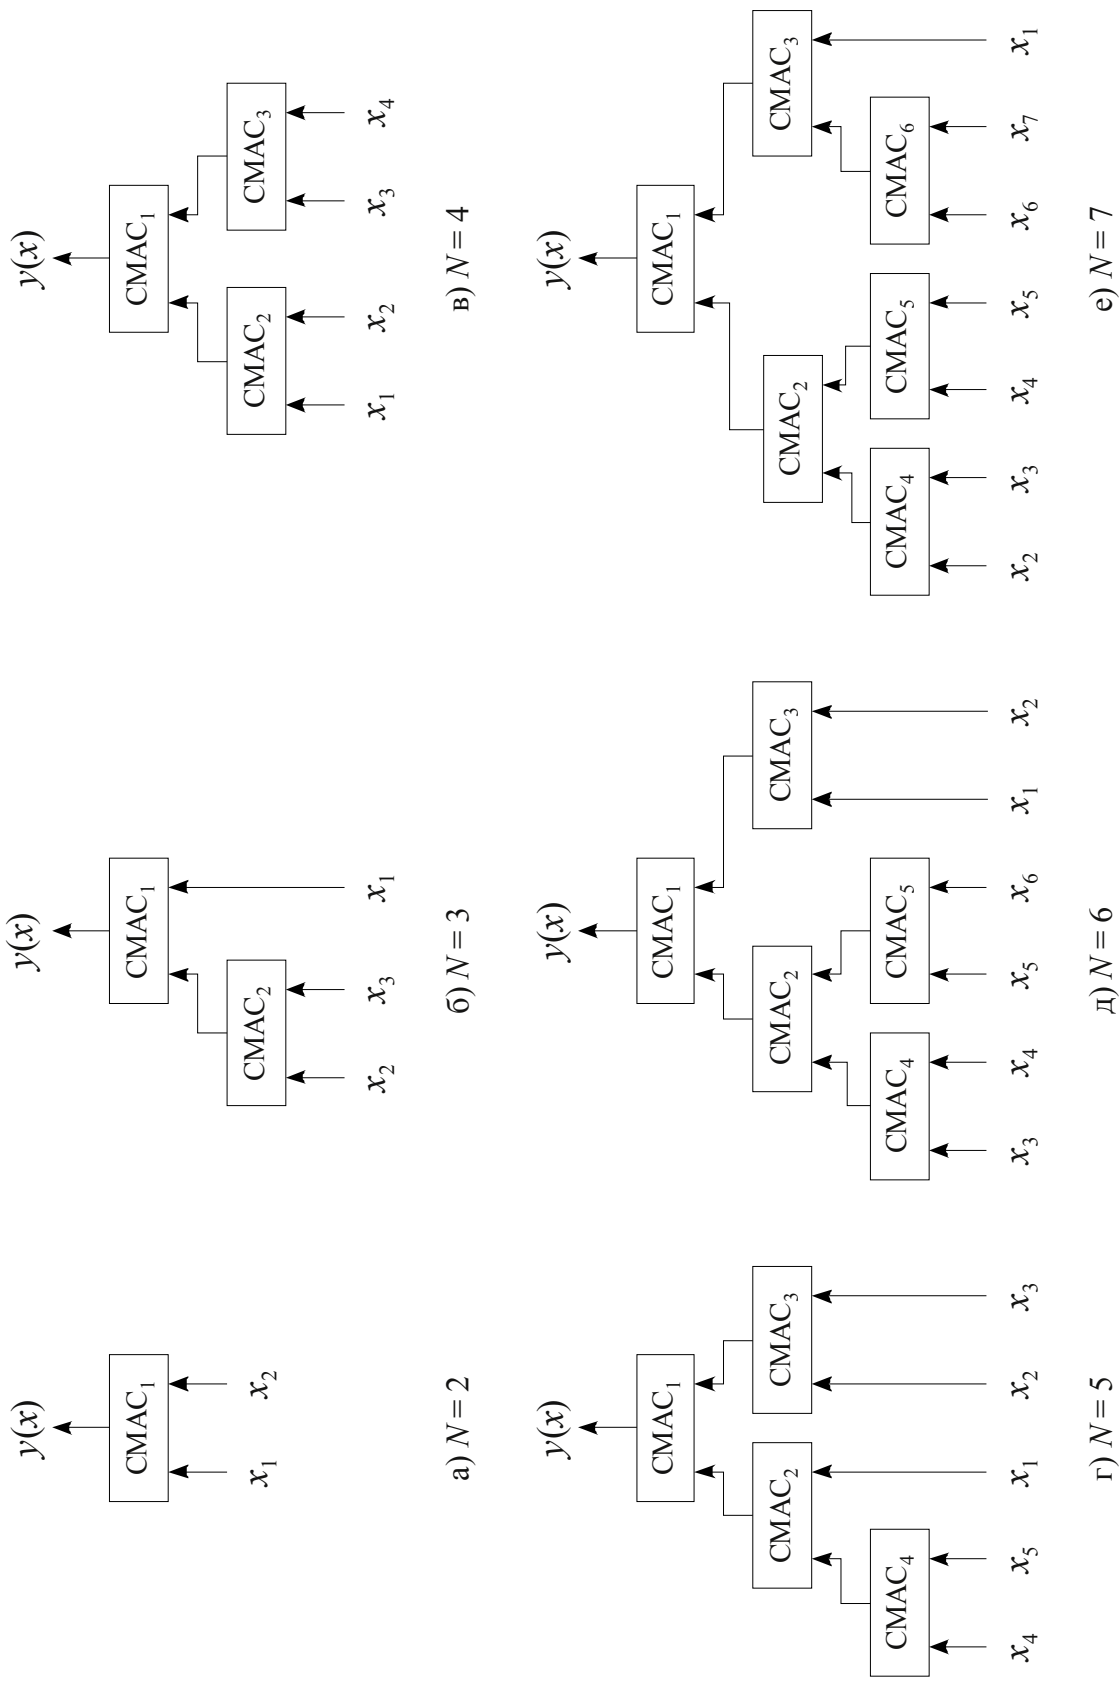 y(x)
CMAC₁
x₁ x₂
а) N = 2
y(x)
CMAC₁
CMAC₂
x₂ x₃ x₁
б) N = 3
y(x)
CMAC₁
CMAC₂ CMAC₃
x₁ x₂ x₃ x₄
в) N = 4
y(x)
CMAC₁
CMAC₂ CMAC₃
CMAC₄
x₄ x₅ x₁ x₂ x₃
г) N = 5
y(x)
CMAC₁
CMAC₂ CMAC₃
CMAC₄ CMAC₅
x₃ x₄ x₅ x₆ x₁ x₂
д) N = 6
y(x)
CMAC₁
CMAC₂ CMAC₃
CMAC₄ CMAC₅ CMAC₆
x₂ x₃ x₄ x₅ x₆ x₇ x₁
е) N = 7